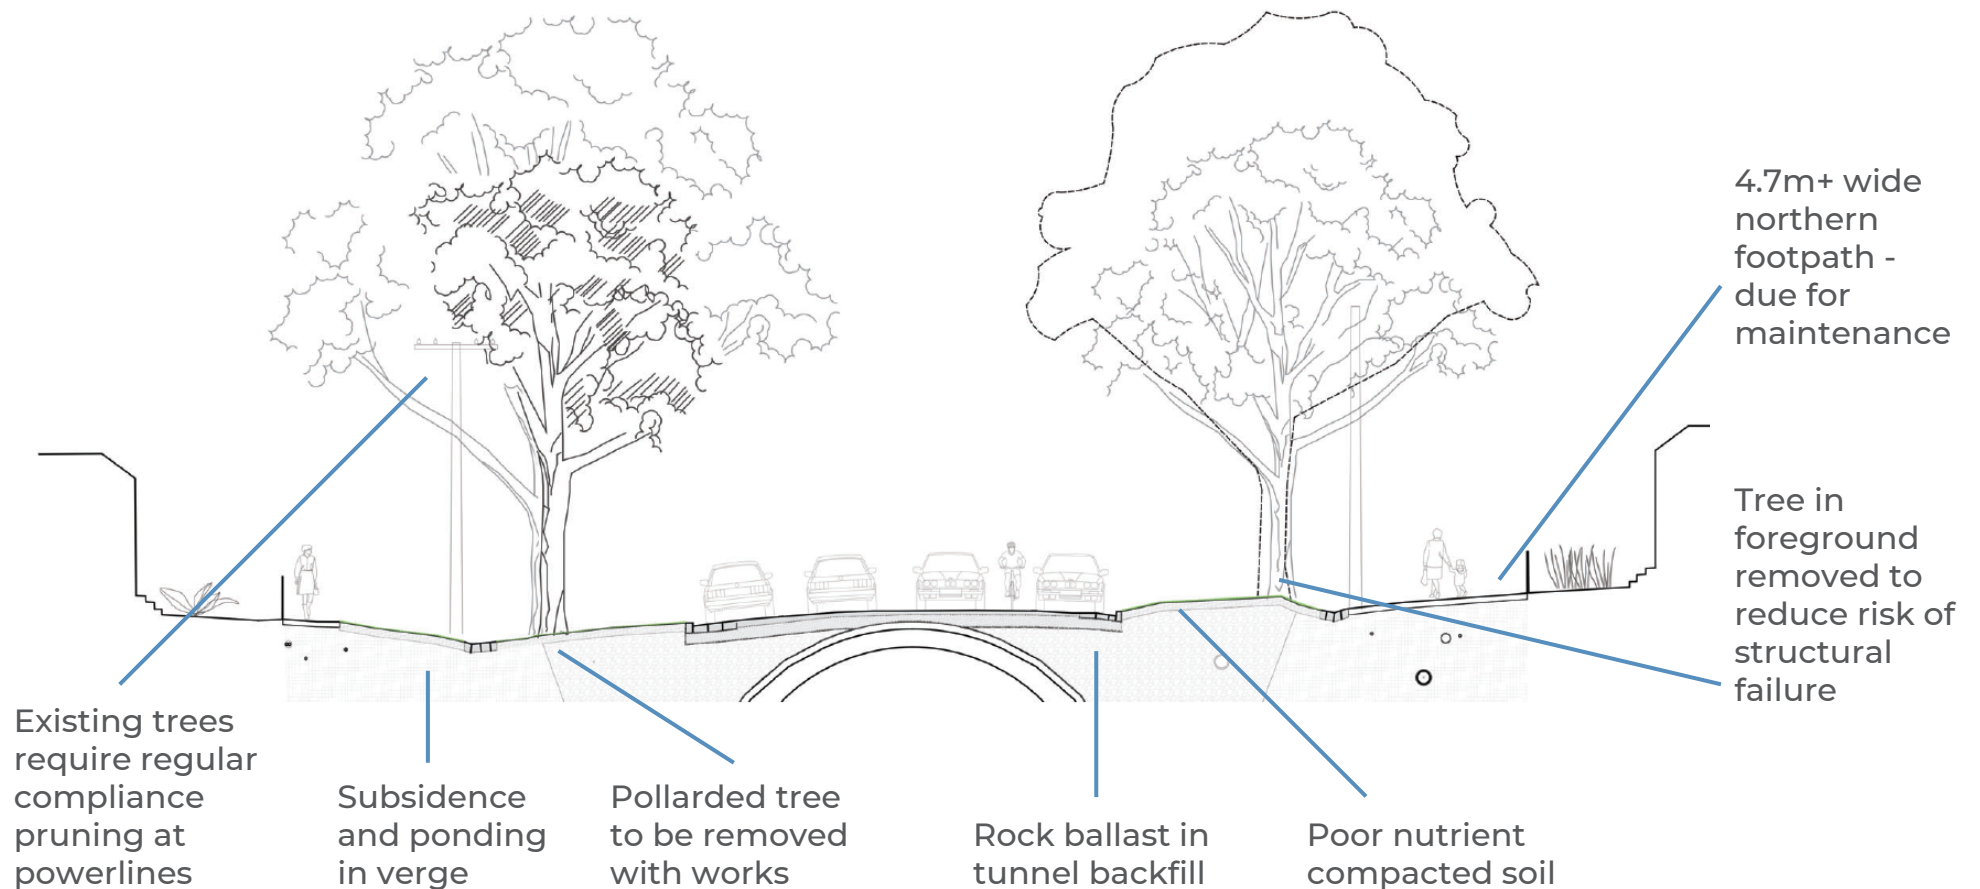 4.7m+ wide
northern
footpath -
due for
maintenance
Tree in
foreground
removed to
reduce risk of
structural
failure
Existing trees
require regular
compliance
pruning at
powerlines
Subsidence
and ponding
in verge
Pollarded tree
to be removed
with works
Rock ballast in
tunnel backfill
Poor nutrient
compacted soil